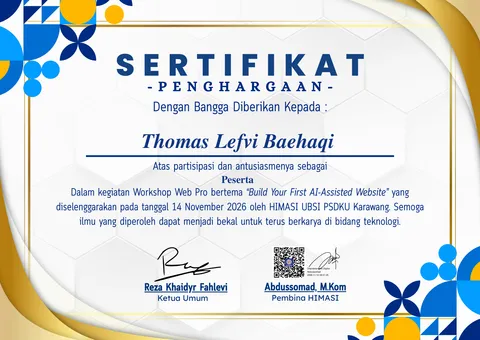 SERTIFIKAT
-PENGHARGAAN-
Dengan Bangga Diberikan Kepada :
Thomas Lefvi Baehaqi
Atas partisipasi dan antusiasmenya sebagai
Peserta
Dalam kegiatan Workshop Web Pro bertema "Build Your First AI-Assisted Website" yang
diselenggarakan pada tanggal 14 November 2026 oleh HIMASI UBSI PSDKU Karawang. Semoga
ilmu yang diperoleh dapat menjadi bekal untuk terus berkarya di bidang teknologi.
Reza Khaidyr Fahlevi
Ketua Umum
Abdussomad, M.Kom
Pembina HIMASI